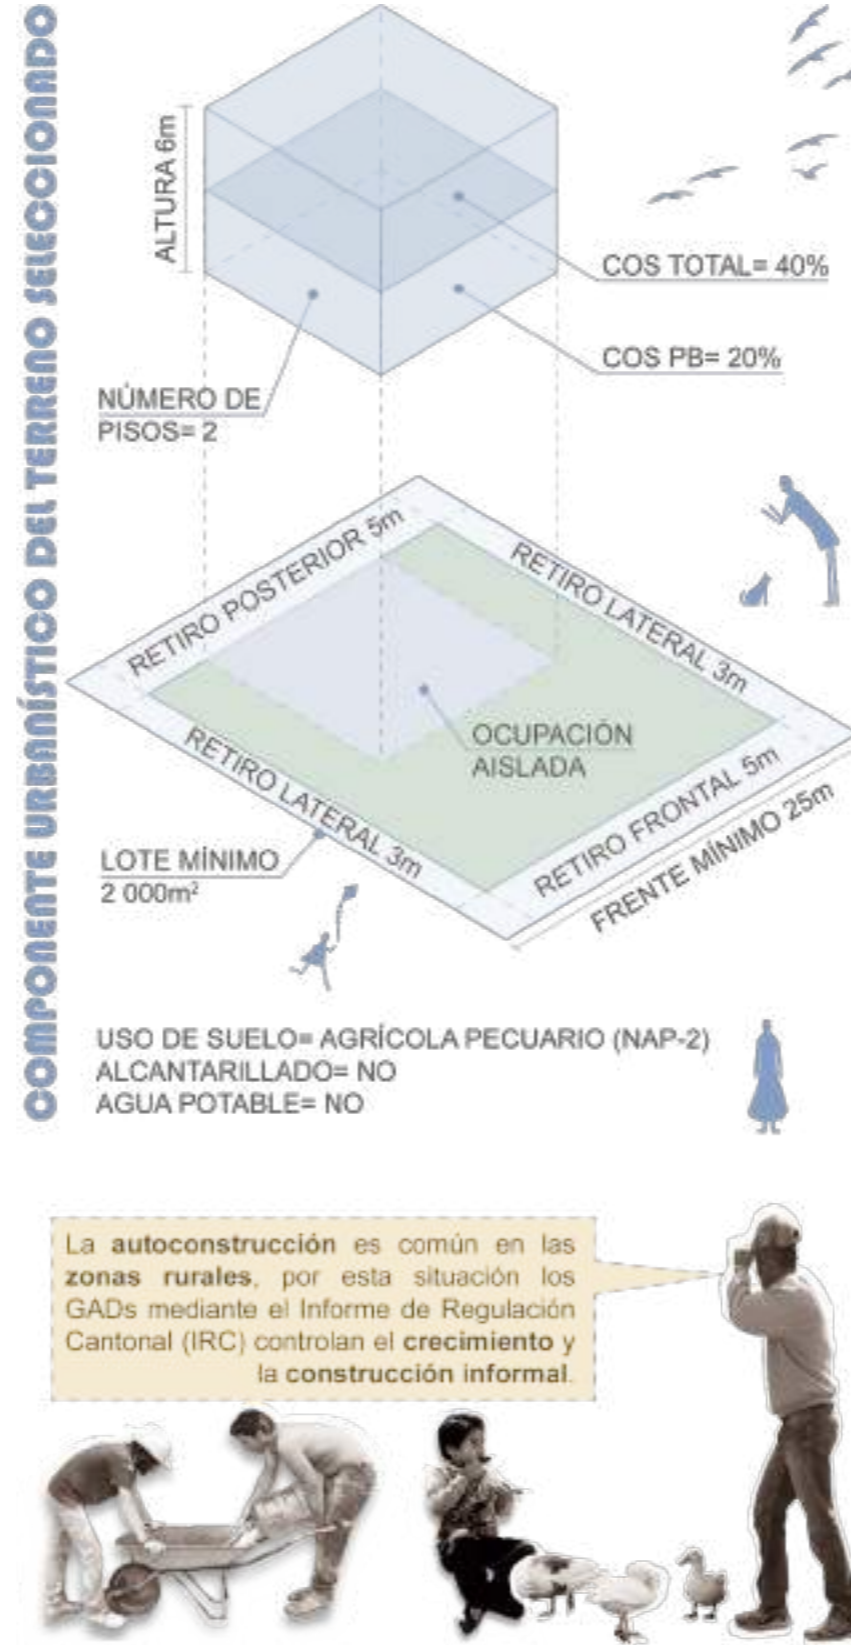 COMPONENTE URBANÍSTICO DEL TERRENO SELECCIONADO
ALTURA 6m
COS TOTAL= 40%
COS PB= 20%
NÚMERO DE
PISOS= 2
RETIRO POSTERIOR 5m
RETIRO LATERAL 3m
OCUPACIÓN
AISLADA
RETIRO LATERAL 3m
RETIRO FRONTAL 5m
FRENTE MÍNIMO 25m
LOTE MÍNIMO
2 000m²
USO DE SUELO= AGRÍCOLA PECUARIO (NAP-2)
ALCANTARILLADO= NO
AGUA POTABLE= NO
La autoconstrucción es común en las
zonas rurales, por esta situación los
GADs mediante el Informe de Regulación
Cantonal (IRC) controlan el crecimiento y
la construcción informal.